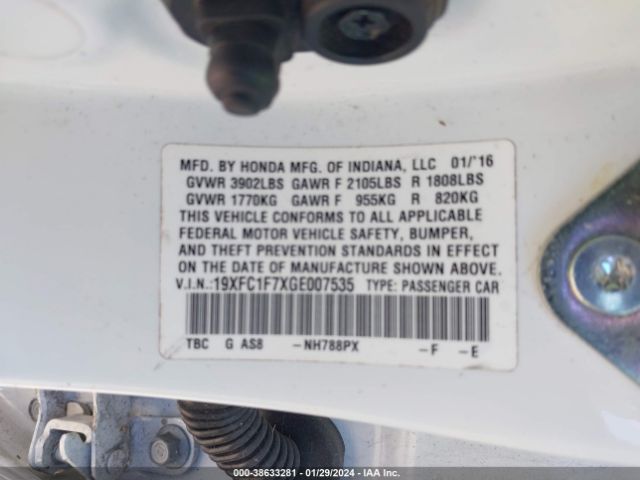 MFD. BY HONDA MFG. OF INDIANA, LLC 01/'16
GVWR 3902LBS GAWR F 2105LBS R 1808LBS
GVWR 1770KG GAWR F 955KG R 820KG
THIS VEHICLE CONFORMS TO ALL APPLICABLE
FEDERAL MOTOR VEHICLE SAFETY, BUMPER,
AND THEFT PREVENTION STANDARDS IN EFFECT
ON THE DATE OF MANUFACTURE SHOWN ABOVE.
V.I.N.:19XFC1F7XGE007535 TYPE: PASSENGER CAR
TBC G AS8 -NH788PX -F -E
000-38633281 - 01/29/2024 - IAA Inc.